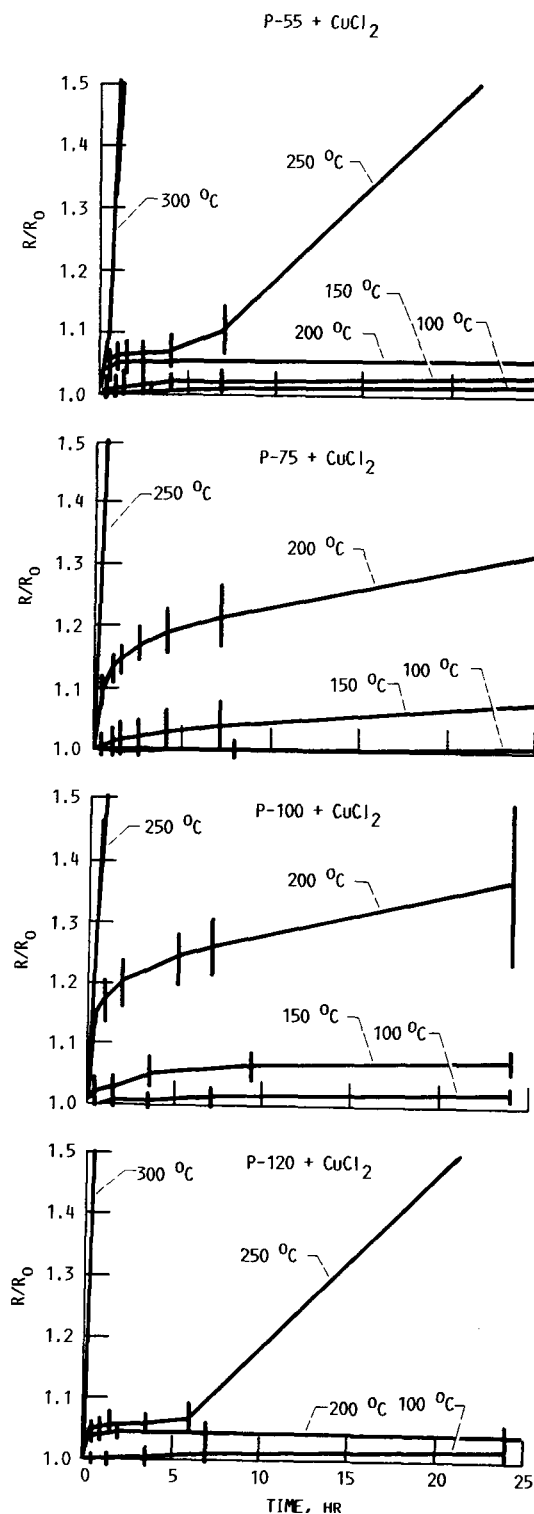 P-55 + CuCl2
1.5
1.4
1.3
1.2
1.1
1.0
R/R0
300 °C
250 °C
150 °C
200 °C
100 °C
P-75 + CuCl2
1.5
1.4
1.3
1.2
1.1
1.0
R/R0
250 °C
200 °C
100 °C
150 °C
P-100 + CuCl2
1.5
1.4
1.3
1.2
1.1
1.0
R/R0
250 °C
200 °C
150 °C
100 °C
P-120 + CuCl2
1.5
1.4
1.3
1.2
1.1
1.0
R/R0
300 °C
250 °C
200 °C 100 °C
0 5 10 15 20 25
TIME, HR